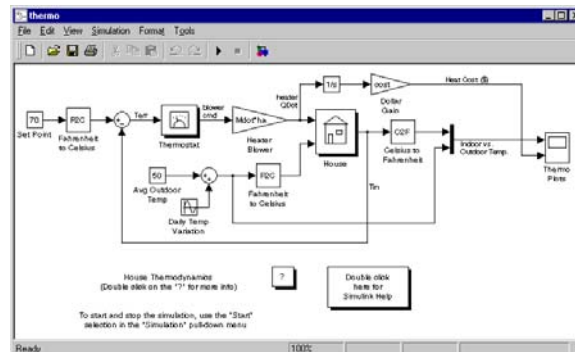 thermo
File Edit View Simulation Format Tools
1/s
cost
Heat Cost ($)
heater
QDot
Dollar
Gain
70
Set Point
F2C
Fahrenheit
to Celsius
Terr
Thermostat
blower
cmd
Mdot*ha
Heater
Blower
House
C2F
Celsius to
Fahrenheit
Indoor vs.
Outdoor Temp.
Thermo
Plots
50
Avg Outdoor
Temp
F2C
Fahrenheit
to Celsius
Tin
Daily Temp
Variation
House Thermodynamics
(Double click on the "?" for more info)
?
Double click
here for
Simulink Help
To start and stop the simulation, use the "Start"
selection in the "Simulation" pull-down menu
Ready
100%